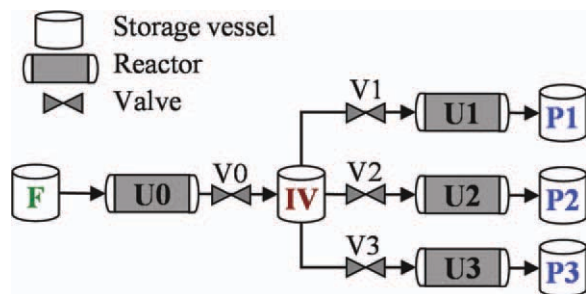 Storage vessel
Reactor
Valve
V1
U1
P1
F
U0
V0
IV
V2
U2
P2
V3
U3
P3